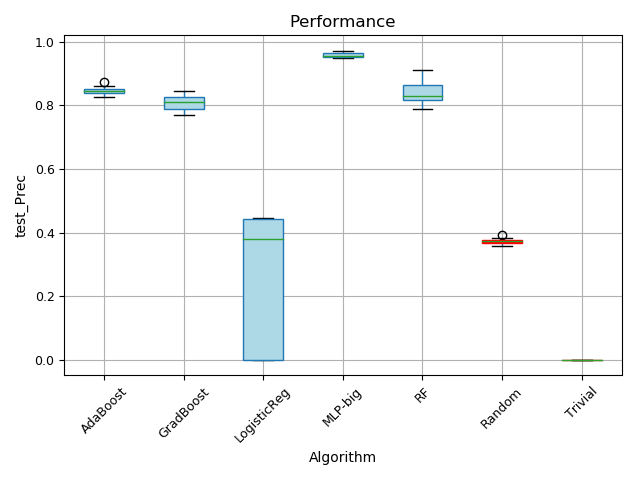 Performance
test_Prec
1.0
0.8
0.6
0.4
0.2
0.0
AdaBoost
GradBoost
LogisticReg
MLP-big
RF
Random
Trivial
Algorithm